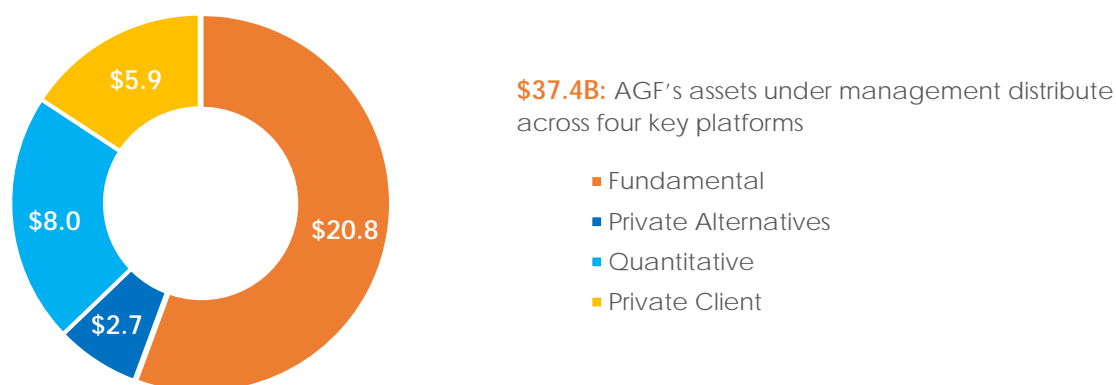 $5.9
$8.0
$20.8
$2.7
$37.4B: AGF's assets under management distribute
across four key platforms
Fundamental
Private Alternatives
Quantitative
Private Client